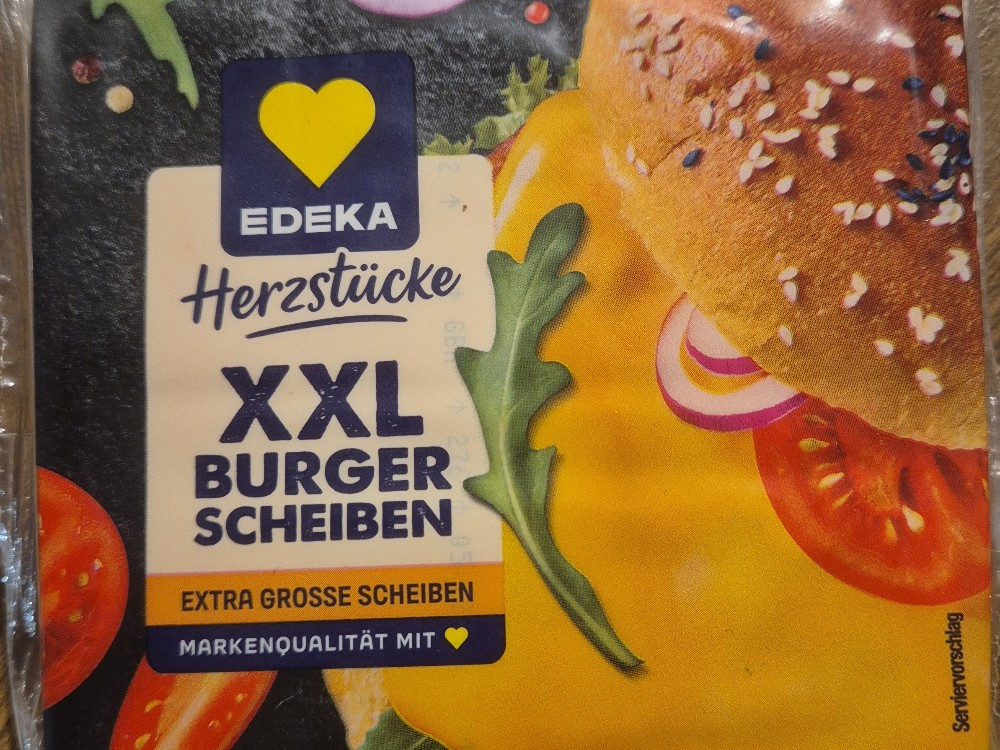 EDEKA
Herzstücke
XXL
BURGER
SCHEIBEN
EXTRA GROSSE SCHEIBEN
MARKENQUALITÄT MIT
Serviervorschlag